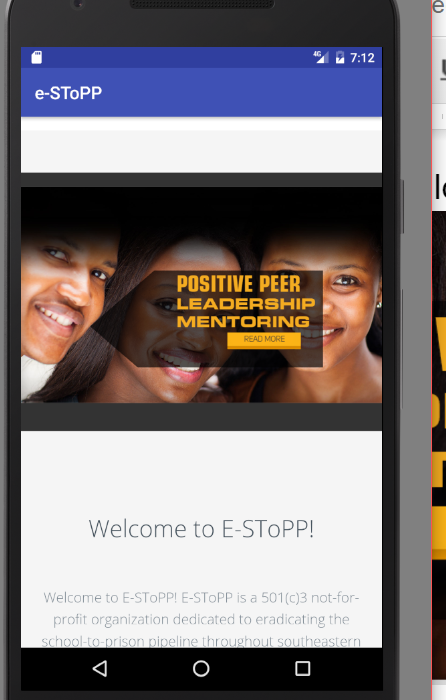 4G 7:12
e-SToPP
POSITIVE PEER
LEADERSHIP
MENTORING
READ MORE
Welcome to E-SToPP!
Welcome to E-SToPP! E-SToPP is a 501(c)3 not-for-
profit organization dedicated to eradicating the
school-to-prison pipeline throughout southeastern